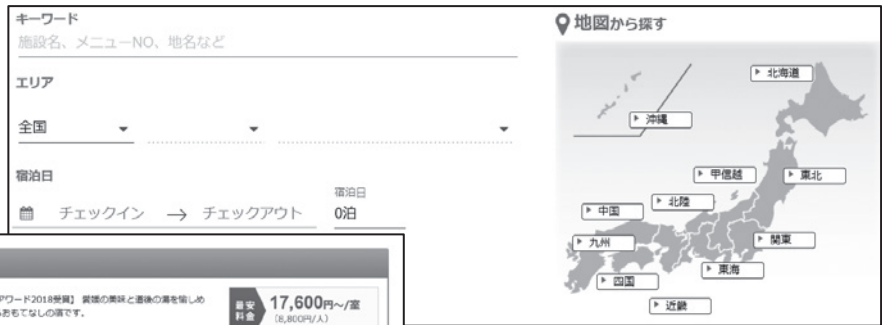 キーワード
施設名、メニューNO、地名など
エリア
全国
宿泊日
チェックイン → チェックアウト
宿泊日
0泊
地図から探す
北海道
沖縄
甲信越
東北
北陸
中国
関東
九州
東海
四国
近畿
アワード2018受賞】 愛媛の美味と道後の湯を愉しめ
おもてなしの宿です。
最安
料金
17,600円～/室
(8,800円/人)